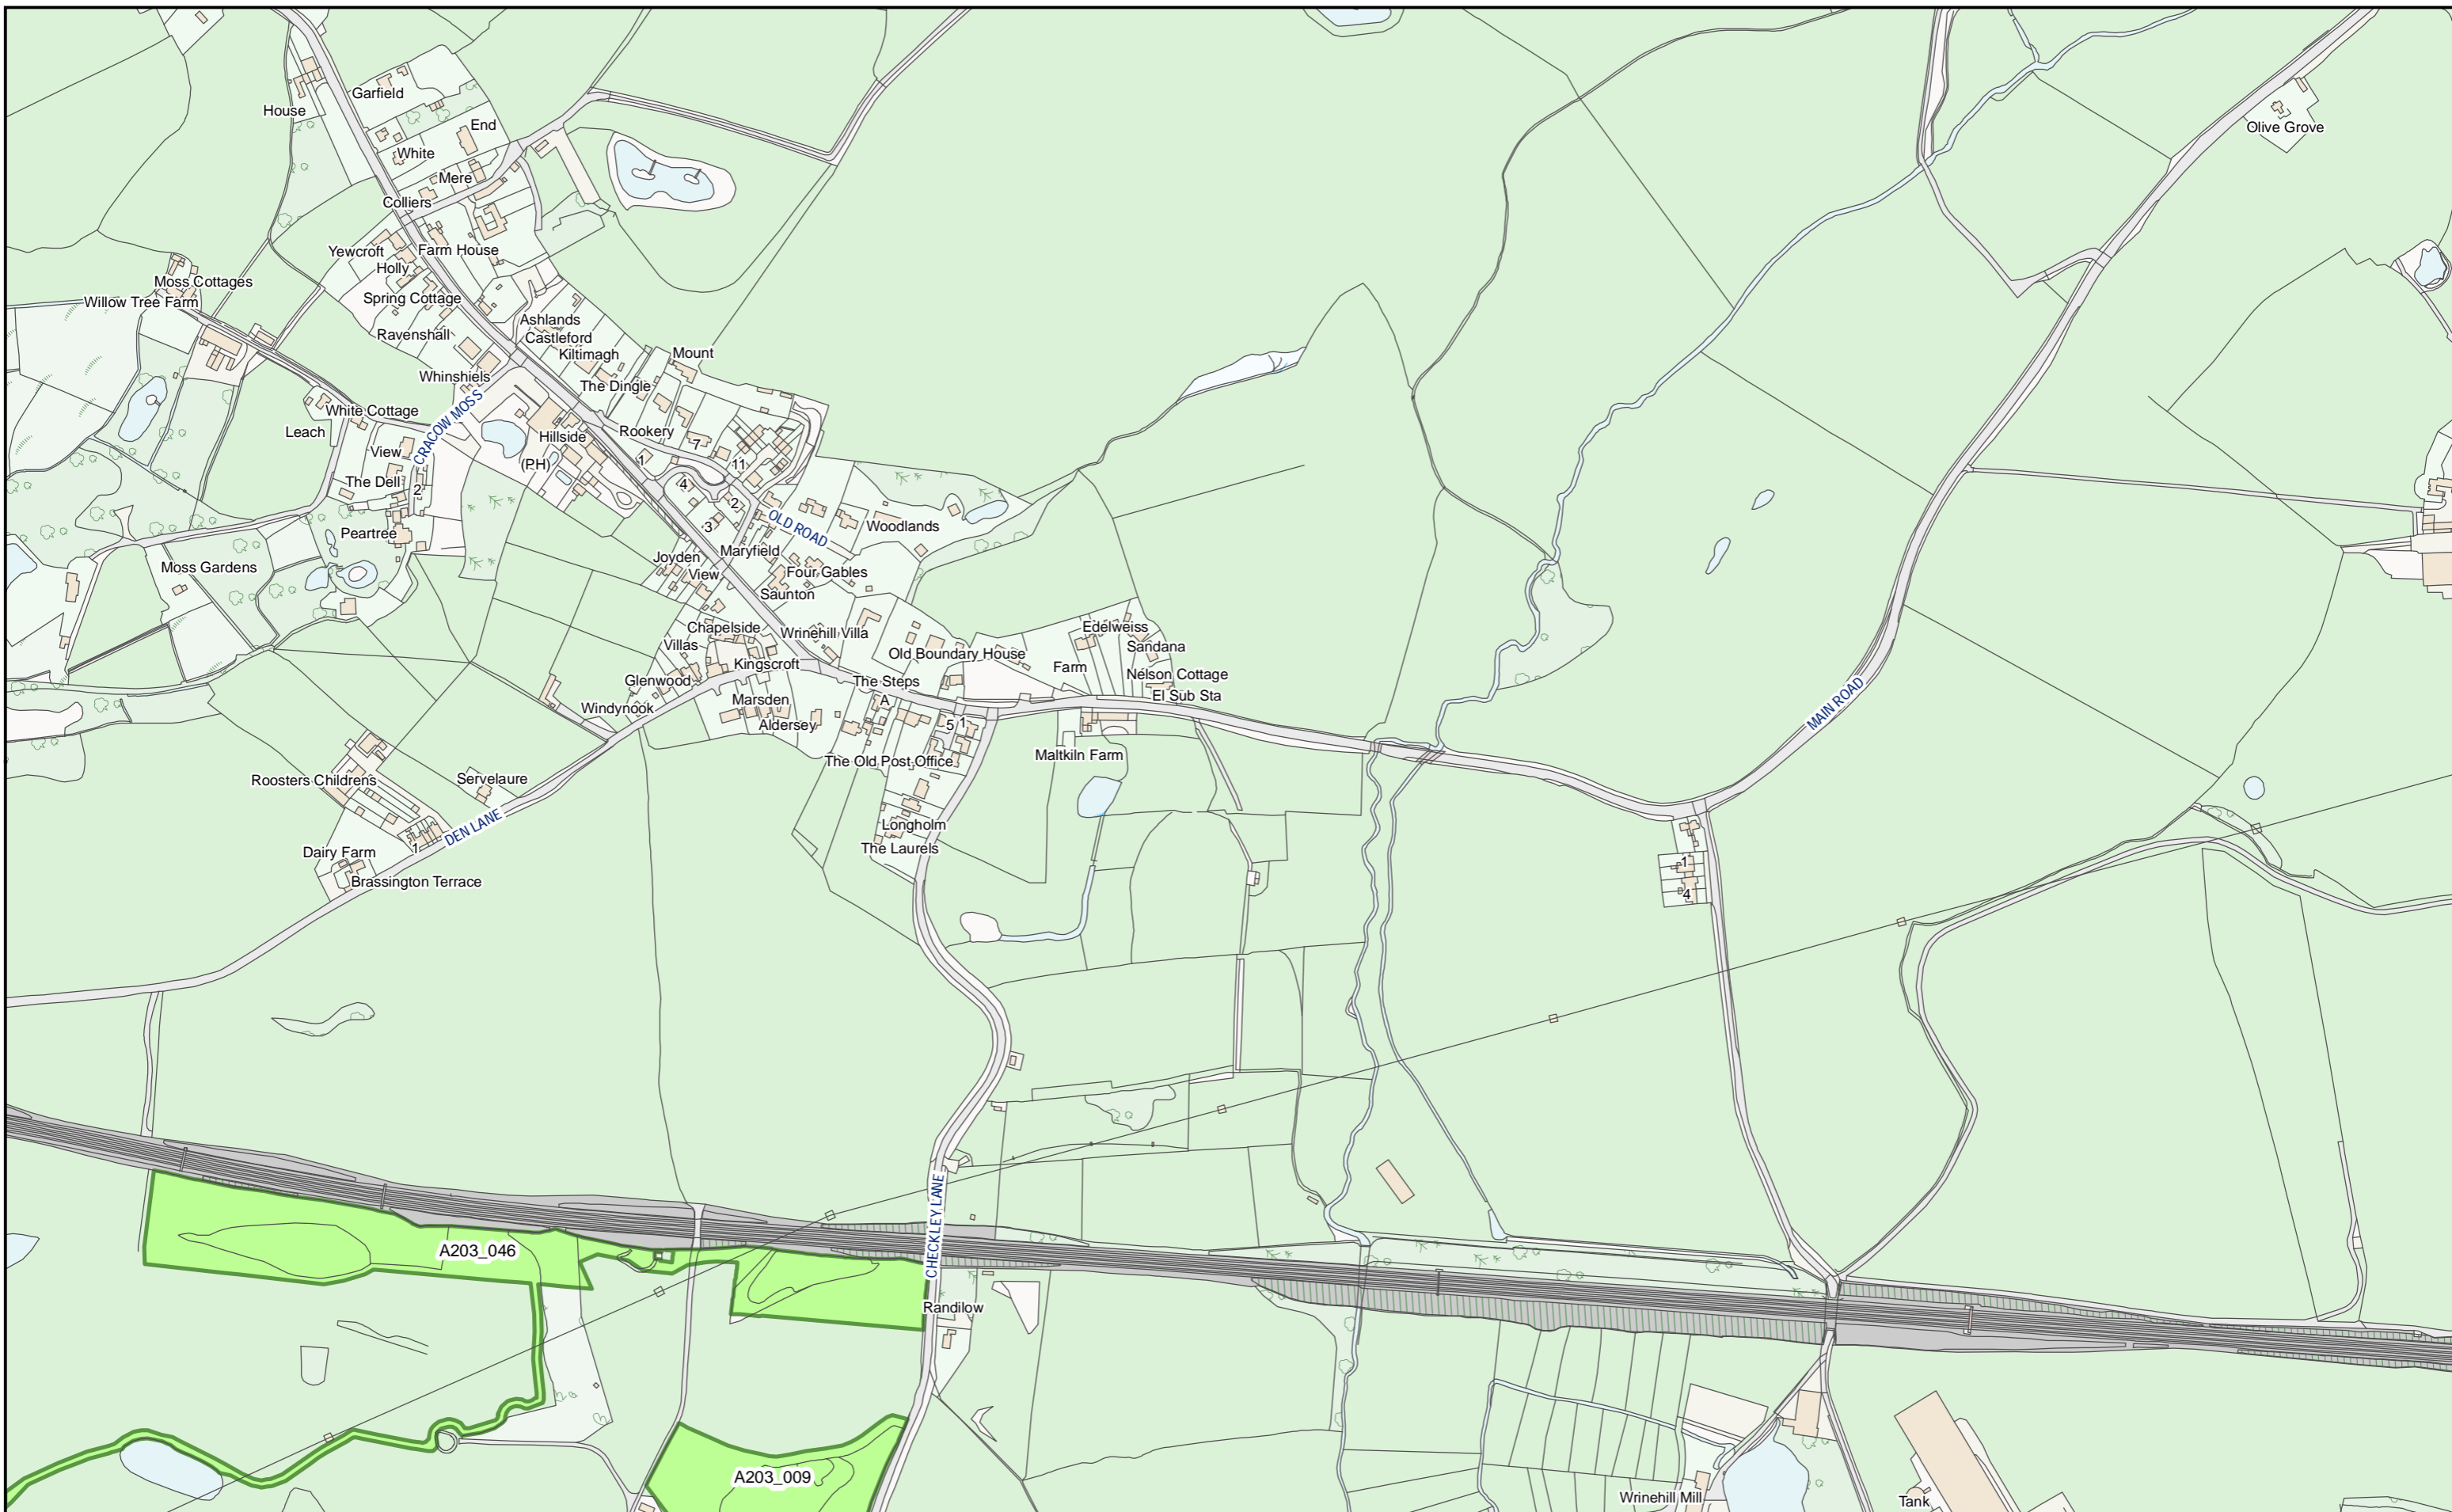 Garfield
House
End
Olive Grove
White
Mere
Colliers
Yewcroft
Farm House
Holly
Moss Cottages
Willow Tree Farm
Spring Cottage
Ashlands
Ravenshall
Castleford
Kiltimagh
Mount
Whinshiels
The Dingle
White Cottage
CRACOW MOSS
Leach
Rookery
Hillside
7
View
(PH)
1
11
The Dell
2
4
2
3
OLD ROAD
Woodlands
Peartree
Maryfield
Joyden
Moss Gardens
View
Four Gables
Saunton
Chapelside
Wrinehill Villa
Edelweiss
Villas
Sandana
Old Boundary House
Kingscroft
Farm
Nelson Cottage
Glenwood
The Steps
El Sub Sta
Marsden
A
Windynook
MAIN ROAD
Aldersey
5
1
The Old Post Office
Maltkiln Farm
Roosters Childrens
Servelaure
DEN LANE
Longholm
1
The Laurels
Dairy Farm
1
Brassington Terrace
4
CHECKLEY LANE
A203_046
Randilow
A203_009
Wrinehill Mill
Tank